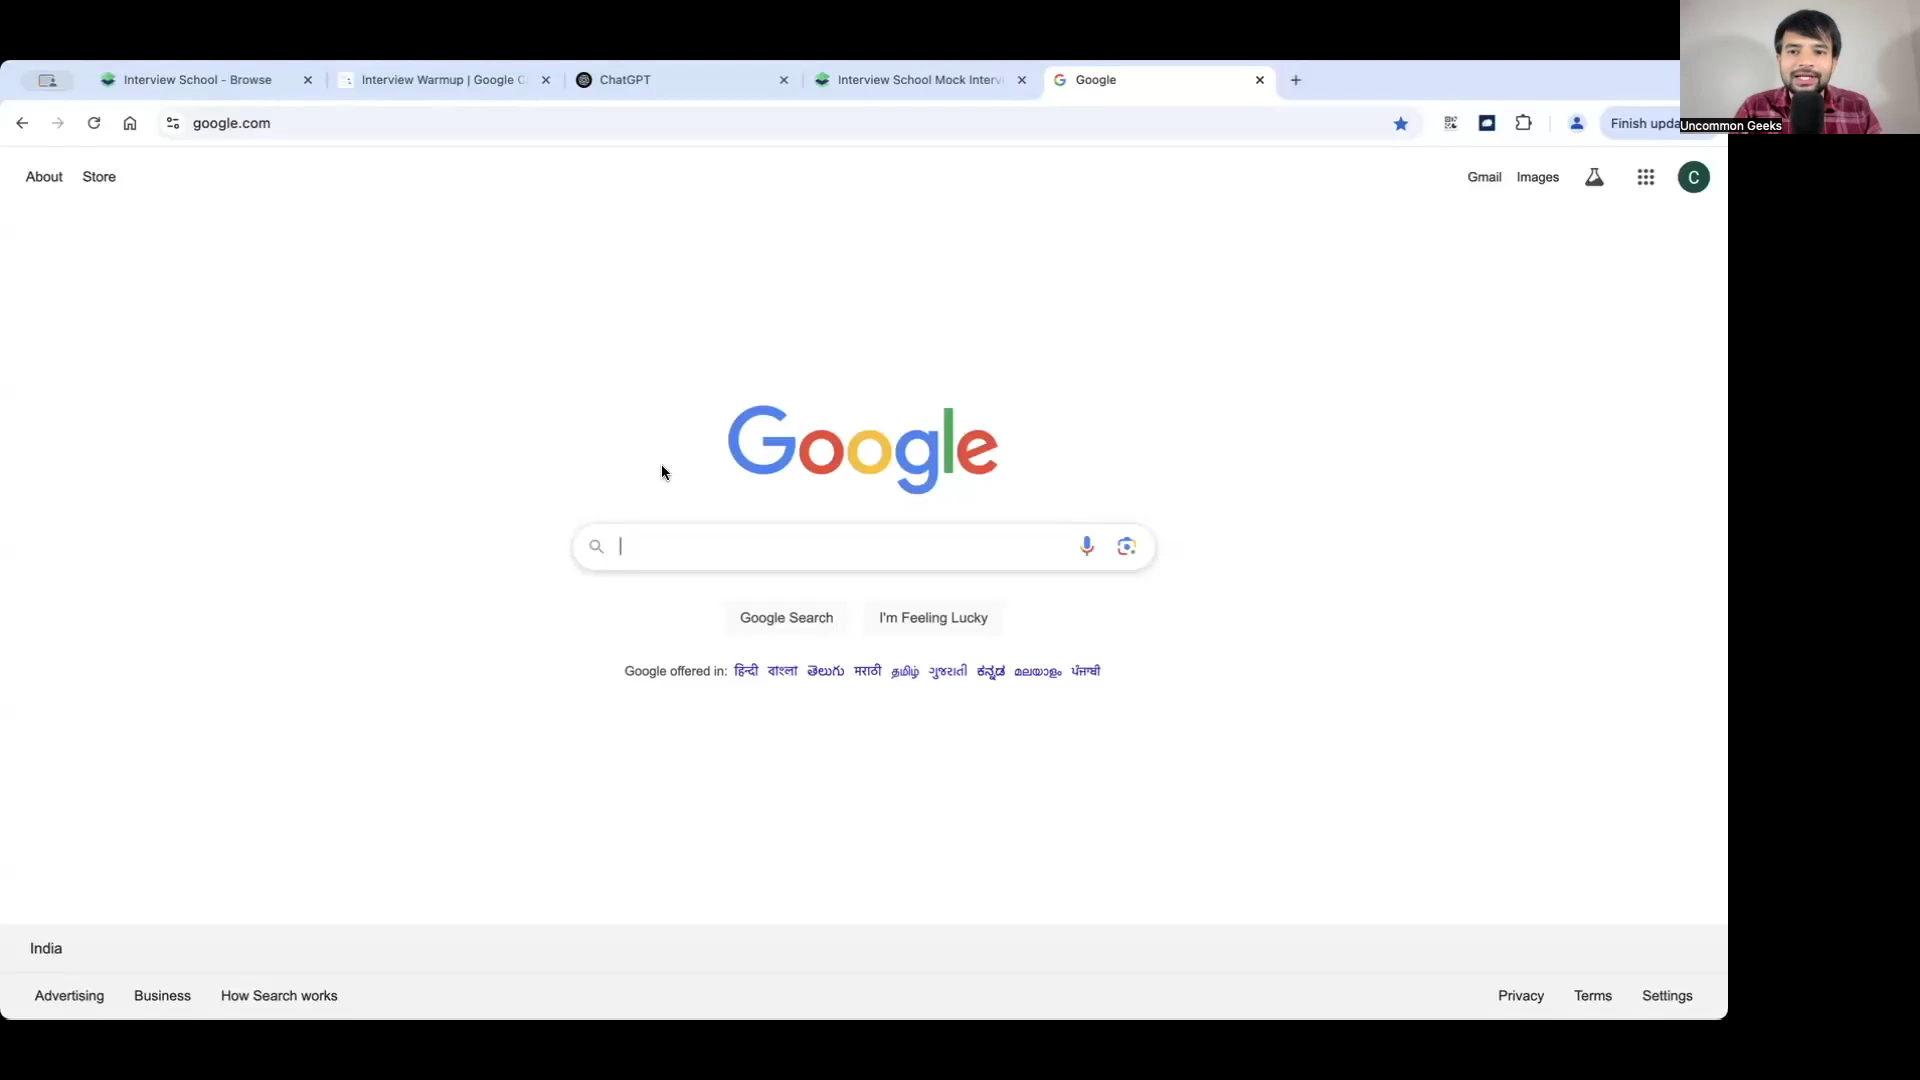 Interview School - Browse
Interview Warmup | Google C
ChatGPT
Interview School Mock Interv
Google
google.com
Finish upda
Uncommon Geeks
About Store
Gmail Images
C
Google
Google Search I'm Feeling Lucky
Google offered in: हिन्दी বাংলা తెలుగు मराठी தமிழ் ગુજરાતી ಕನ್ನಡ മലയാളം ਪੰਜਾਬੀ
India
Advertising Business How Search works
Privacy Terms Settings